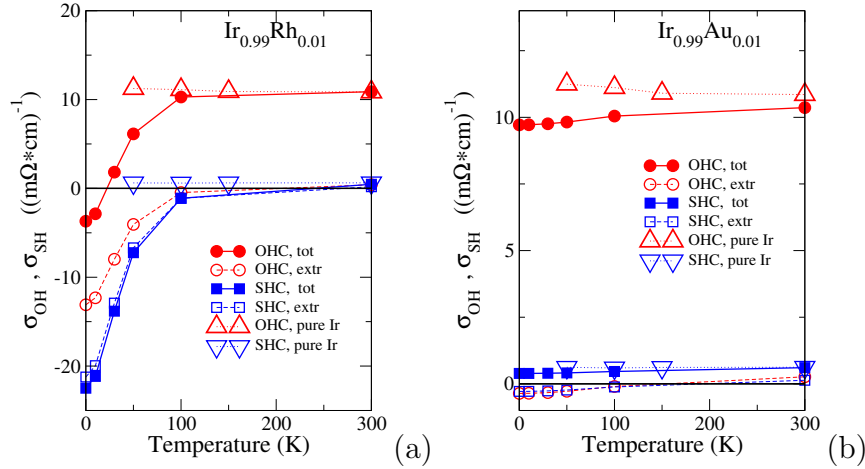 Ir0.99Rh0.01
20
10
0
-10
-20
σOH , σSH ((mΩ*cm)-1
OHC, tot
OHC, extr
SHC, tot
SHC, extr
OHC, pure Ir
SHC, pure Ir
0 100 200 300
Temperature (K)
(a)
Ir0.99Au0.01
10
5
0
σOH , σSH ((mΩ*cm)-1
OHC, tot
OHC, extr
SHC, tot
SHC, extr
OHC, pure Ir
SHC, pure Ir
0 100 200 300
Temperature (K)
(b)